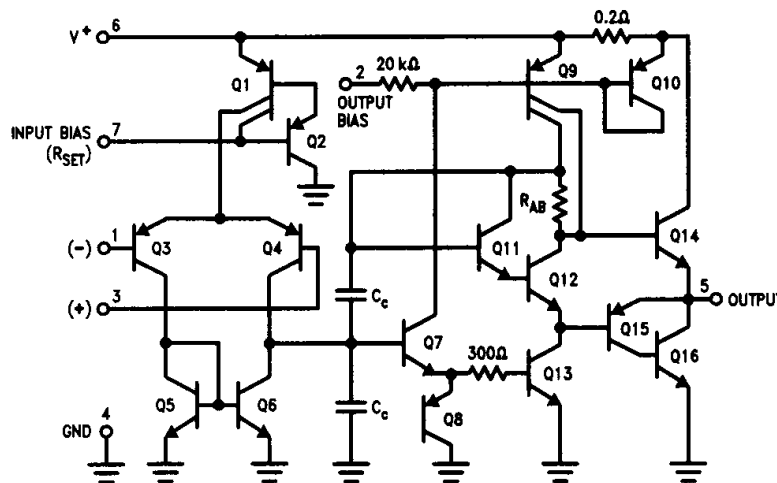 V+ 6
0.2Ω
Q1
2 20 kΩ
OUTPUT
BIAS
Q9
Q10
INPUT BIAS 7
(RSET)
Q2
RAB
(-) 1
Q3
Q4
Q11
Q12
Q14
(+) 3
Cc
5 OUTPUT
Q7
300Ω
Q15
Q16
Q5
Q6
Cc
Q8
Q13
GND 4